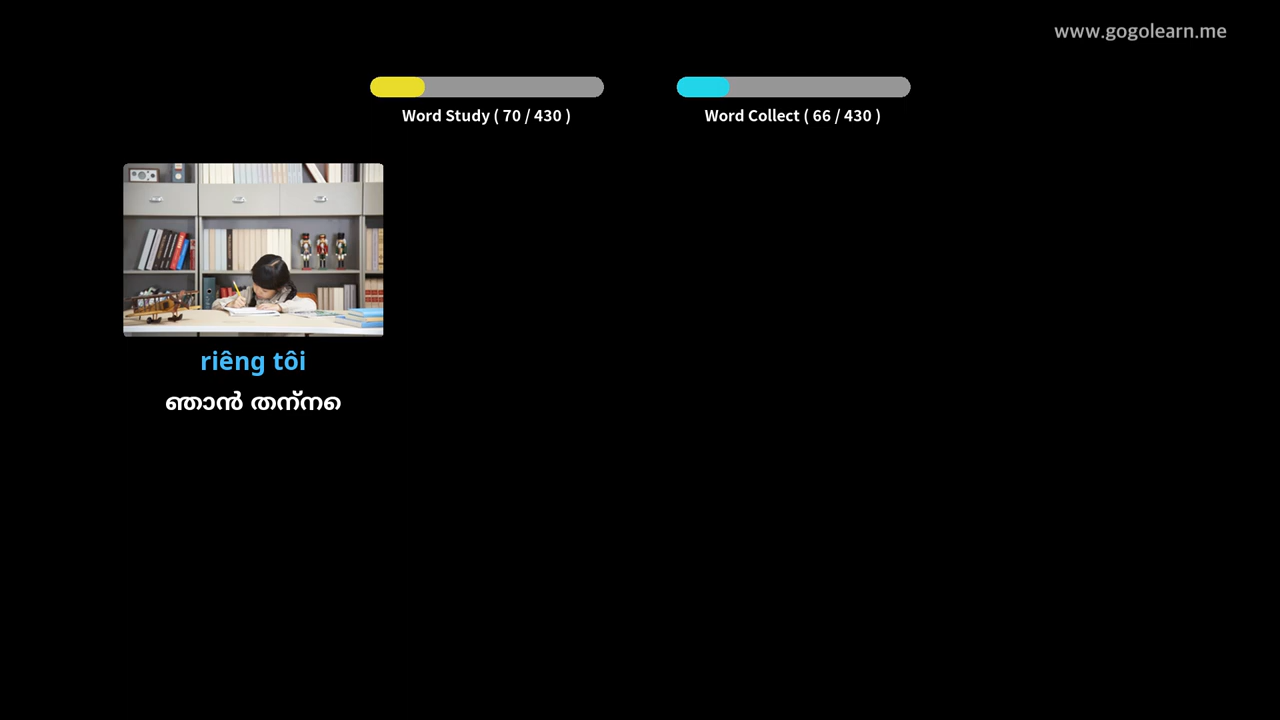 www.gogolearn.me
Word Study ( 70 / 430 )
Word Collect ( 66 / 430 )
riêng tôi
ഞാൻ തന്നെ